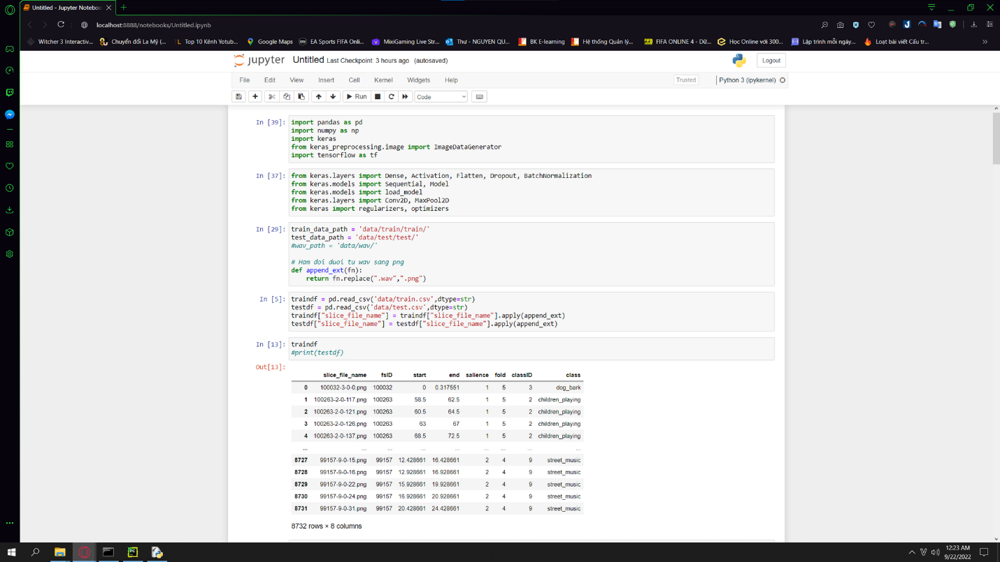 Untitled - Jupyter Noteboo
localhost:8888/notebooks/Untitled.ipynb
Witcher 3 Interactiv...
Chuyển đổi La Mỹ (...
Top 10 Kênh Yotub...
Google Maps
EA Sports FIFA Onli...
MixiGaming Live Str...
Thư - NGUYEN QU...
BK E-learning
Hệ thống Quản lý...
FIFA ONLINE 4 - Dữ...
Học Online với 300...
Lập trình mỗi ngày...
Loạt bài viết Cấu tr...
jupyter Untitled Last Checkpoint: 3 hours ago (autosaved)
Logout
File Edit View Insert Cell Kernel Widgets Help
Trusted
Python 3 (ipykernel)
Run
Code
In [39]: import pandas as pd
import numpy as np
import keras
from keras_preprocessing.image import ImageDataGenerator
import tensorflow as tf
In [37]: from keras.layers import Dense, Activation, Flatten, Dropout, BatchNormalization
from keras.models import Sequential, Model
from keras.models import load_model
from keras.layers import Conv2D, MaxPool2D
from keras import regularizers, optimizers
In [29]: train_data_path = 'data/train/train/'
test_data_path = 'data/test/test/'
#wav_path = 'data/wav/'
# Ham doi duoi tu wav sang png
def append_ext(fn):
return fn.replace(".wav",".png")
In [5]: traindf = pd.read_csv('data/train.csv',dtype=str)
testdf = pd.read_csv('data/test.csv',dtype=str)
traindf["slice_file_name"] = traindf["slice_file_name"].apply(append_ext)
testdf["slice_file_name"] = testdf["slice_file_name"].apply(append_ext)
In [13]: traindf
#print(testdf)
Out[13]:
slice_file_name fsID start end salience fold classID class
0 100032-3-0-0.png 100032 0 0.317551 1 5 3 dog_bark
1 100263-2-0-117.png 100263 58.5 62.5 1 5 2 children_playing
2 100263-2-0-121.png 100263 60.5 64.5 1 5 2 children_playing
3 100263-2-0-126.png 100263 63 67 1 5 2 children_playing
4 100263-2-0-137.png 100263 68.5 72.5 1 5 2 children_playing
... ... ... ... ... ... ... ... ...
8727 99157-9-0-15.png 99157 12.428661 16.428661 2 4 9 street_music
8728 99157-9-0-16.png 99157 12.928661 16.928661 2 4 9 street_music
8729 99157-9-0-22.png 99157 15.928661 19.928661 2 4 9 street_music
8730 99157-9-0-24.png 99157 16.928661 20.928661 2 4 9 street_music
8731 99157-9-0-31.png 99157 20.428661 24.428661 2 4 9 street_music
8732 rows × 8 columns
12:23 AM
9/22/2022